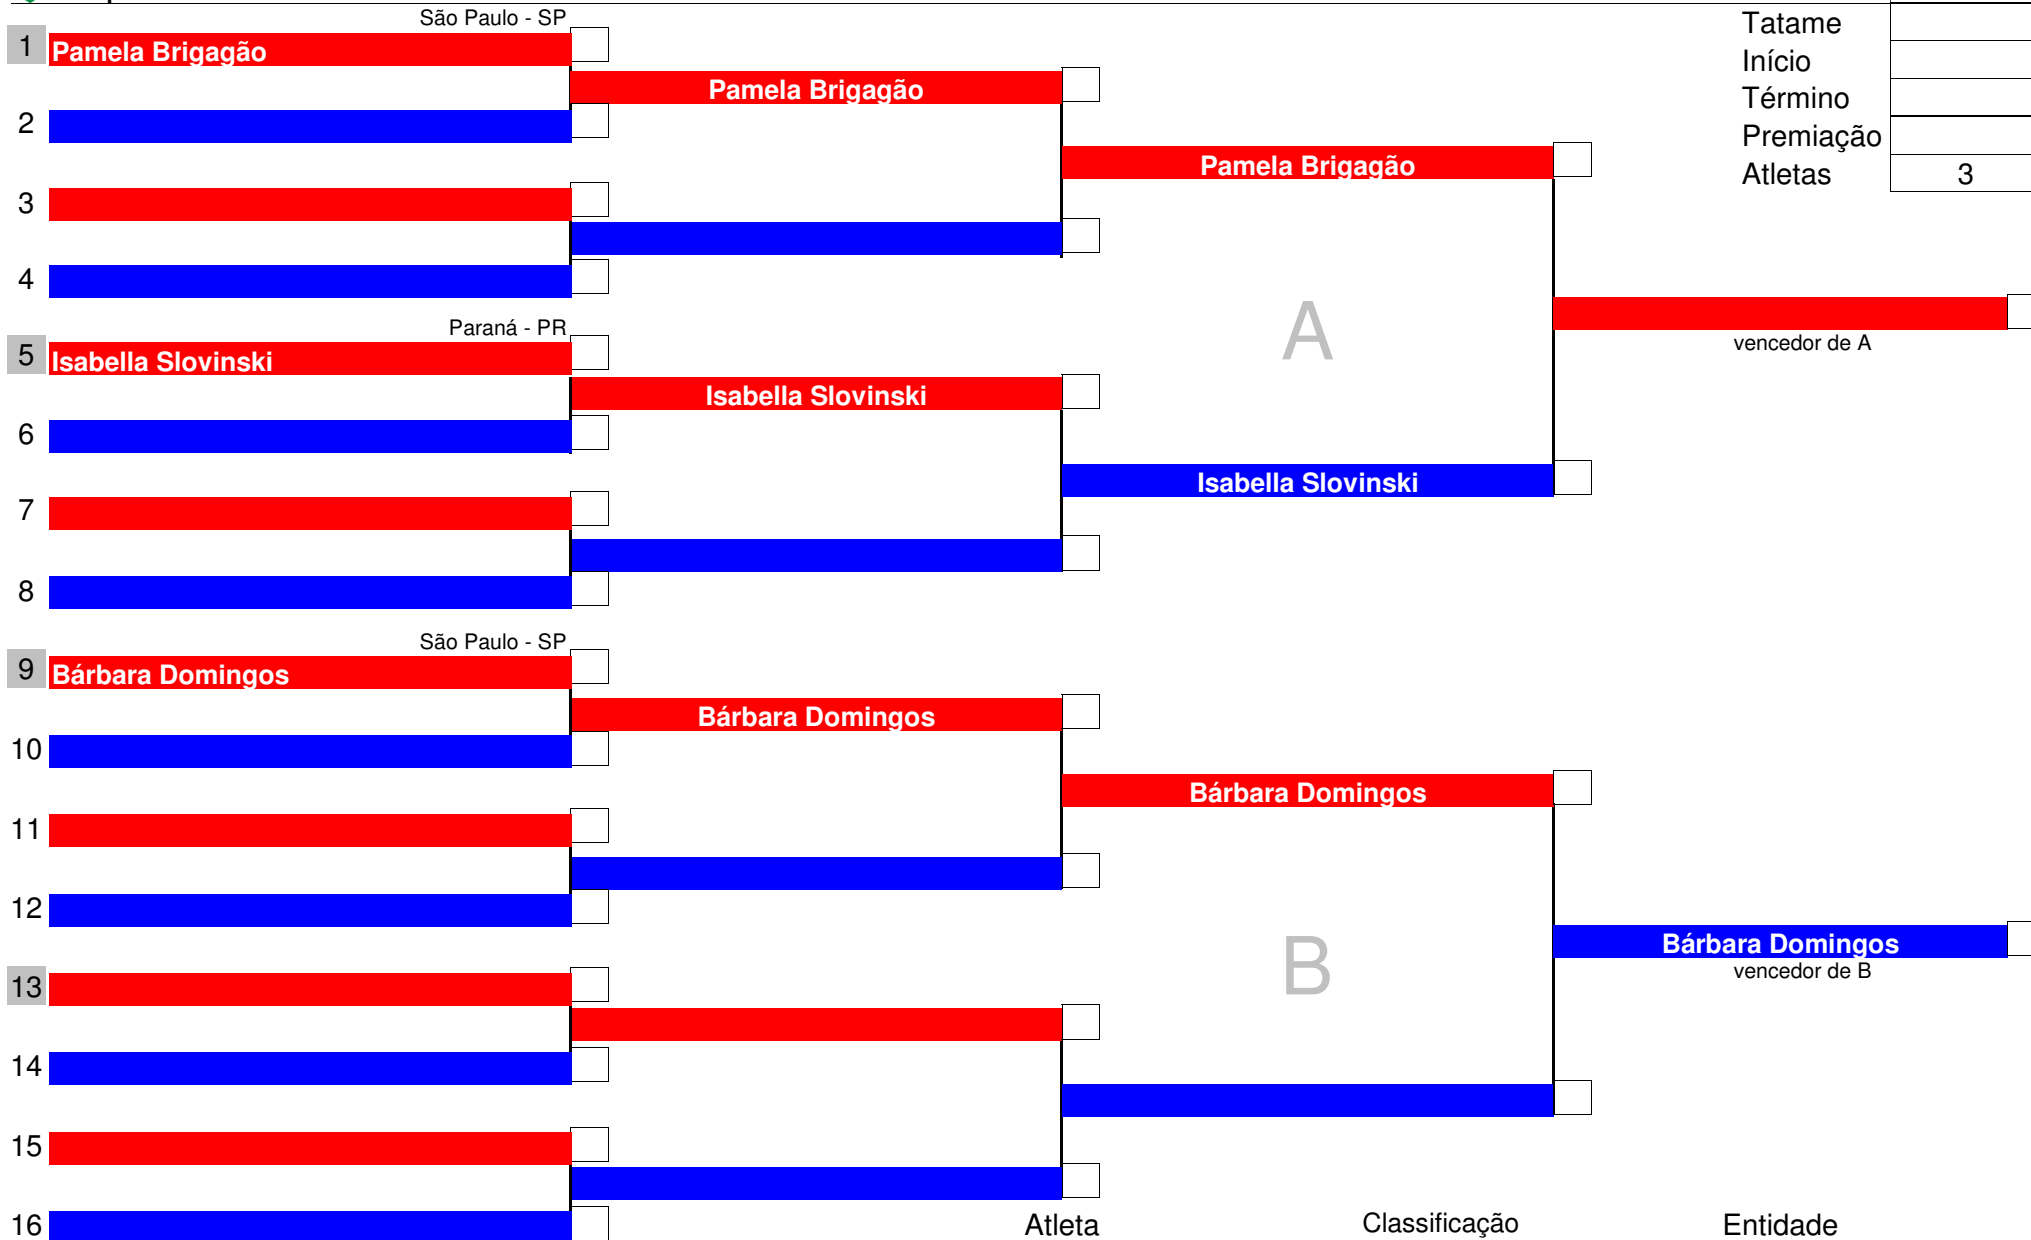 São Paulo - SP
1 Pamela Brigagão
Pamela Brigagão
2
Pamela Brigagão
3
4
Tatame
Início
Término
Premiação
Atletas 3
A
Paraná - PR
5 Isabella Slovinski
Isabella Slovinski
6
Isabella Slovinski
7
8
vencedor de A
São Paulo - SP
9 Bárbara Domingos
Bárbara Domingos
10
Bárbara Domingos
11
12
B
Bárbara Domingos
vencedor de B
13
14
15
16
Atleta Classificação Entidade